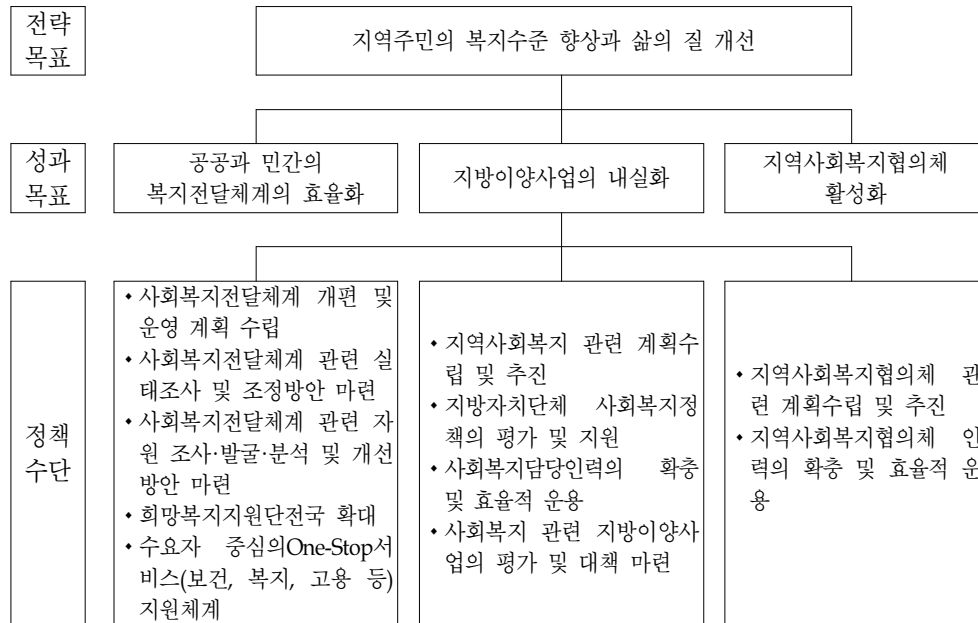 전략
목표
지역주민의 복지수준 향상과 삶의 질 개선
성과
목표
공공과 민간의
복지전달체계의 효율화
지방이양사업의 내실화
지역사회복지협의체
활성화
정책
수단
• 사회복지전달체계 개편 및
운영 계획 수립
• 사회복지전달체계 관련 실
태조사 및 조정방안 마련
• 사회복지전달체계 관련 자
원 조사·발굴·분석 및 개선
방안 마련
• 희망복지지원단전국 확대
• 수요자 중심의One-Stop서
비스(보건, 복지, 고용 등)
지원체계
• 지역사회복지 관련 계획수
립 및 추진
• 지방자치단체 사회복지정
책의 평가 및 지원
• 사회복지담당인력의 확충
및 효율적 운용
• 사회복지 관련 지방이양사
업의 평가 및 대책 마련
• 지역사회복지협의체 관
련 계획수립 및 추진
• 지역사회복지협의체 인
력의 확충 및 효율적 운
용